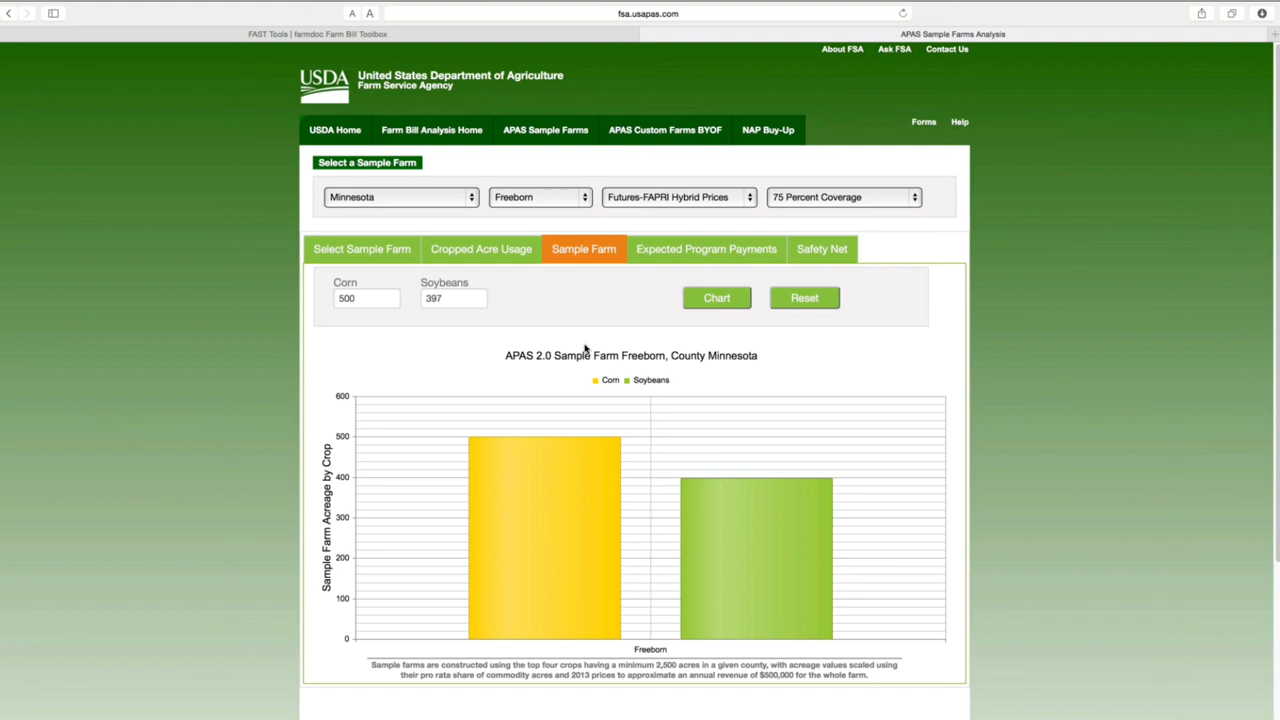 A A
fsa.usapas.com
FAST Tools | farmdoc Farm Bill Toolbox
APAS Sample Farms Analysis
About FSA Ask FSA Contact Us
USDA
United States Department of Agriculture
Farm Service Agency
Forms Help
USDA Home Farm Bill Analysis Home APAS Sample Farms APAS Custom Farms BYOF NAP Buy-Up
Select a Sample Farm
Minnesota Freeborn Futures-FAPRI Hybrid Prices 75 Percent Coverage
Select Sample Farm Cropped Acre Usage Sample Farm Expected Program Payments Safety Net
Corn Soybeans
500 397 Chart Reset
APAS 2.0 Sample Farm Freeborn, County Minnesota
Corn Soybeans
Sample Farm Acreage by Crop
600
500
400
300
200
100
0
Freeborn
Sample farms are constructed using the top four crops having a minimum 2,500 acres in a given county, with acreage values scaled using
their pro rata share of commodity acres and 2013 prices to approximate an annual revenue of $500,000 for the whole farm.